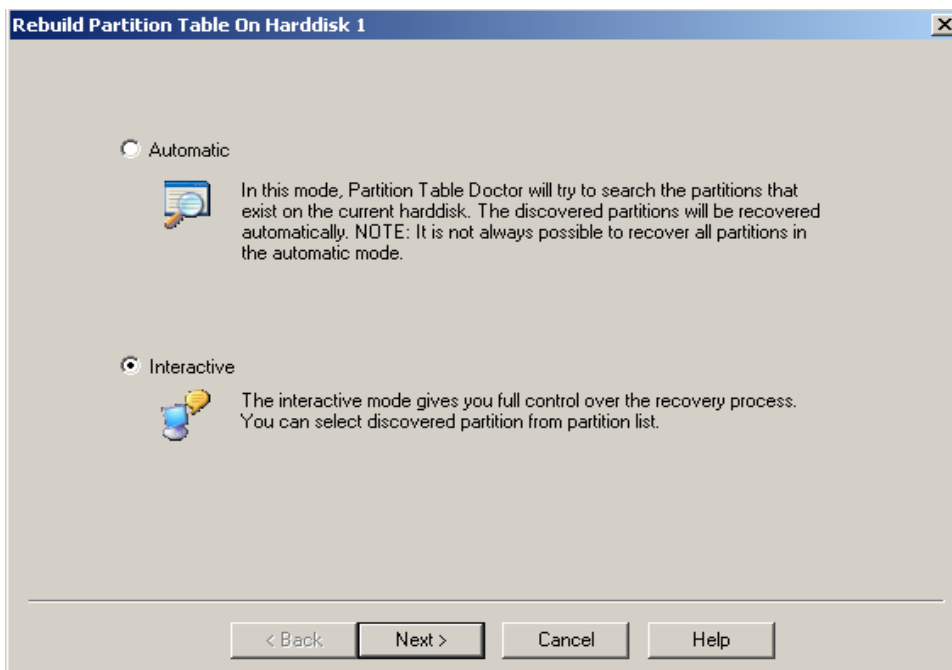 Rebuild Partition Table On Harddisk 1
Automatic
In this mode, Partition Table Doctor will try to search the partitions that
exist on the current harddisk. The discovered partitions will be recovered
automatically. NOTE: It is not always possible to recover all partitions in
the automatic mode.
Interactive
The interactive mode gives you full control over the recovery process.
You can select discovered partition from partition list.
< Back Next > Cancel Help